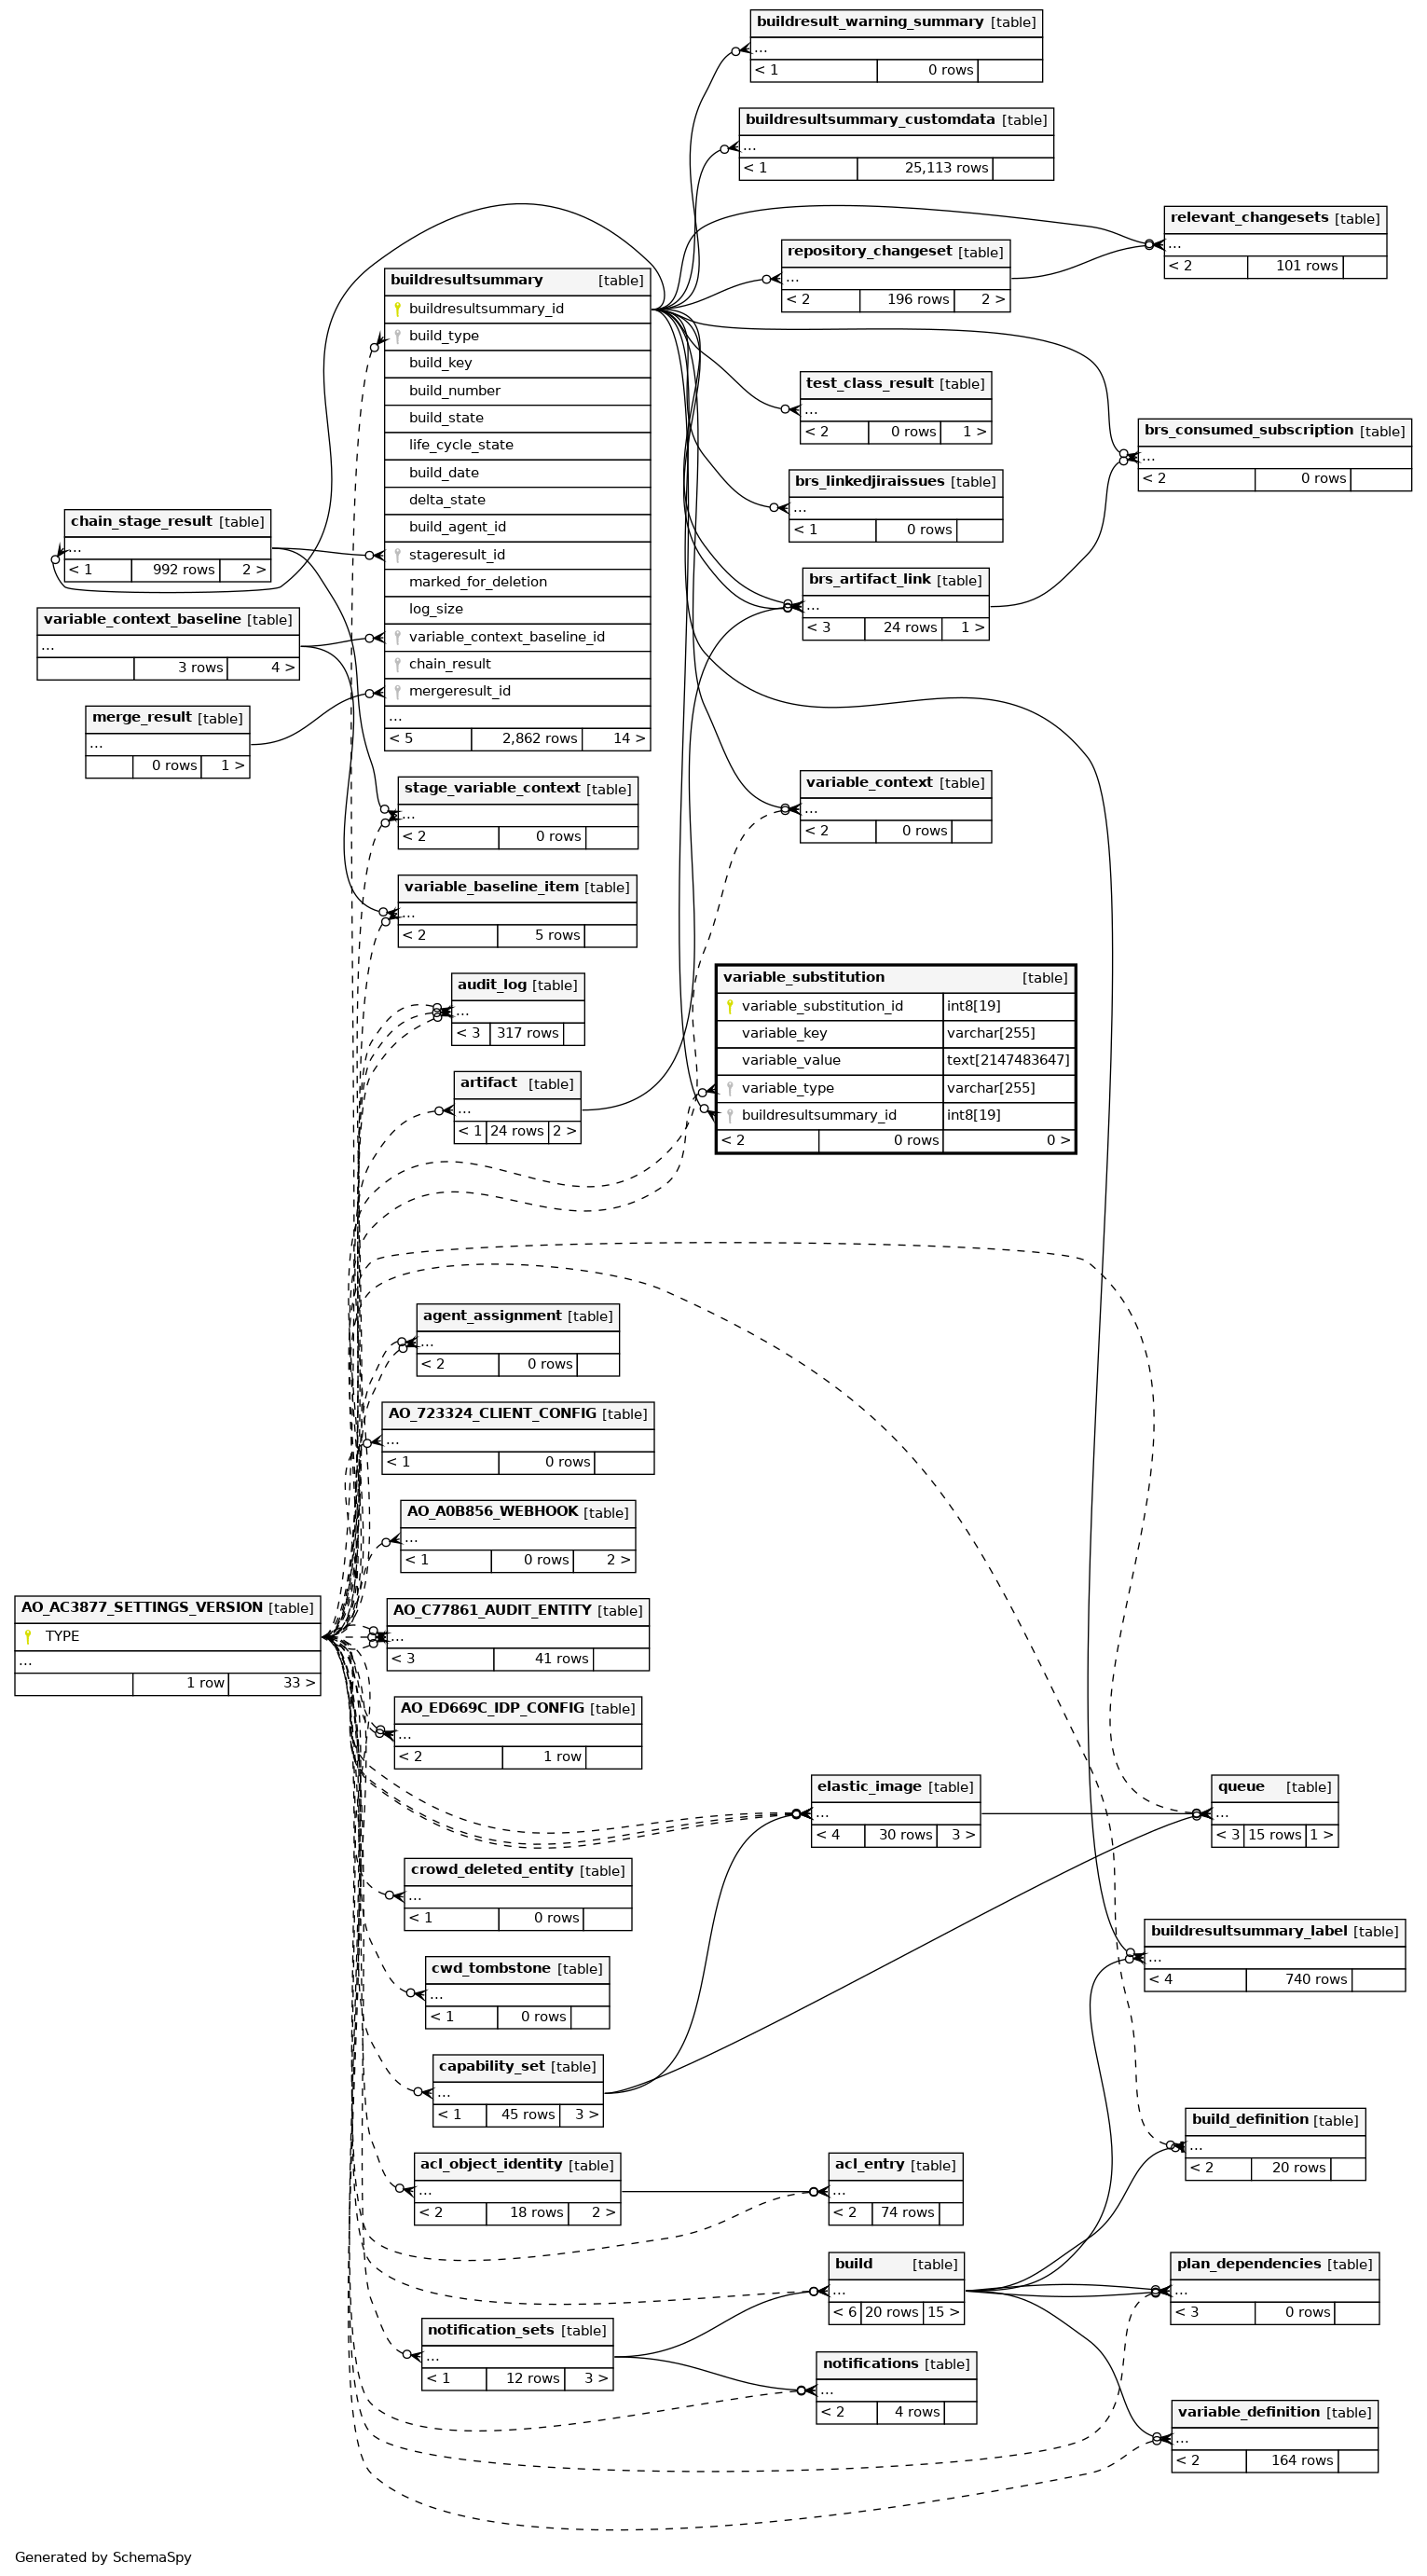 buildresult_warning_summary [table]
...
< 1 0 rows
buildresultsummary_customdata [table]
...
< 1 25,113 rows
relevant_changesets [table]
...
< 2 101 rows
repository_changeset [table]
...
< 2 196 rows 2 >
buildresultsummary [table]
buildresultsummary_id
build_type
build_key
build_number
build_state
life_cycle_state
build_date
delta_state
build_agent_id
stageresult_id
marked_for_deletion
log_size
variable_context_baseline_id
chain_result
mergeresult_id
...
< 5 2,862 rows 14 >
test_class_result [table]
...
< 2 0 rows 1 >
brs_consumed_subscription [table]
...
< 2 0 rows
brs_linkedjiraissues [table]
...
< 1 0 rows
chain_stage_result [table]
...
< 1 992 rows 2 >
brs_artifact_link [table]
...
< 3 24 rows 1 >
variable_context_baseline [table]
...
3 rows 4 >
merge_result [table]
...
0 rows 1 >
stage_variable_context [table]
...
< 2 0 rows
variable_context [table]
...
< 2 0 rows
variable_baseline_item [table]
...
< 2 5 rows
audit_log [table]
...
< 3 317 rows
variable_substitution [table]
variable_substitution_id int8[19]
variable_key varchar[255]
variable_value text[2147483647]
variable_type varchar[255]
buildresultsummary_id int8[19]
< 2 0 rows 0 >
artifact [table]
...
< 1 24 rows 2 >
agent_assignment [table]
...
< 2 0 rows
AO_723324_CLIENT_CONFIG [table]
...
< 1 0 rows
AO_A0B856_WEBHOOK [table]
...
< 1 0 rows 2 >
AO_AC3877_SETTINGS_VERSION [table]
TYPE
...
1 row 33 >
AO_C77861_AUDIT_ENTITY [table]
...
< 3 41 rows
AO_ED669C_IDP_CONFIG [table]
...
< 2 1 row
elastic_image [table]
...
< 4 30 rows 3 >
queue [table]
...
< 3 15 rows 1 >
crowd_deleted_entity [table]
...
< 1 0 rows
buildresultsummary_label [table]
...
< 4 740 rows
cwd_tombstone [table]
...
< 1 0 rows
capability_set [table]
...
< 1 45 rows 3 >
build_definition [table]
...
< 2 20 rows
acl_object_identity [table]
...
< 2 18 rows 2 >
acl_entry [table]
...
< 2 74 rows
build [table]
...
< 6 20 rows 15 >
plan_dependencies [table]
...
< 3 0 rows
notification_sets [table]
...
< 1 12 rows 3 >
notifications [table]
...
< 2 4 rows
variable_definition [table]
...
< 2 164 rows
Generated by SchemaSpy